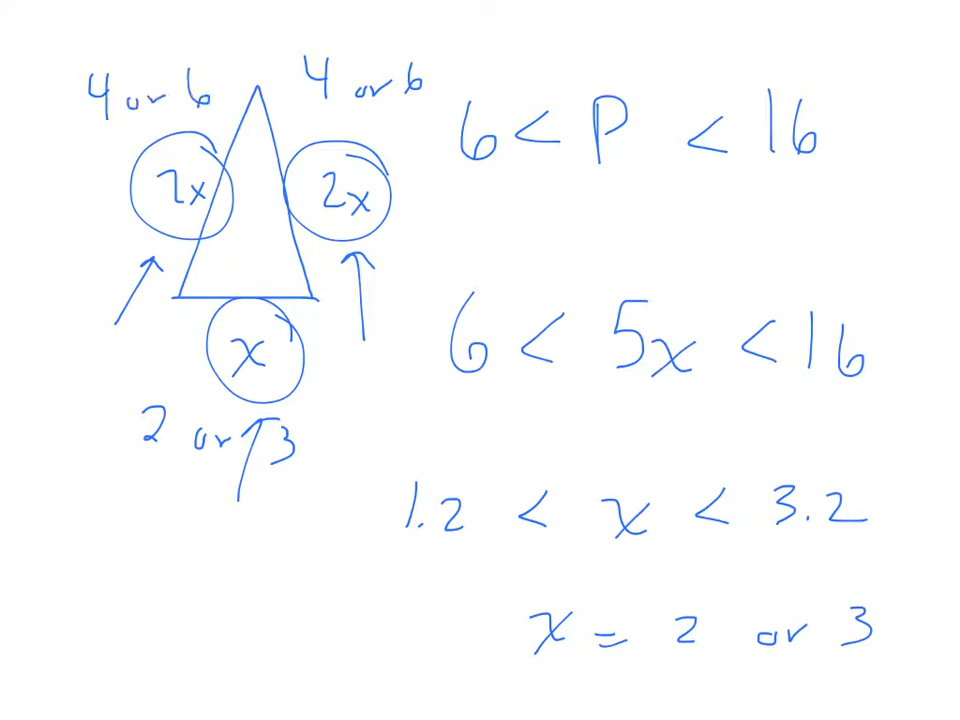 4 or 6
4 or 6
2x
2x
x
2 or 3
6 < P < 16
6 < 5x < 16
1.2 < x < 3.2
x = 2 or 3